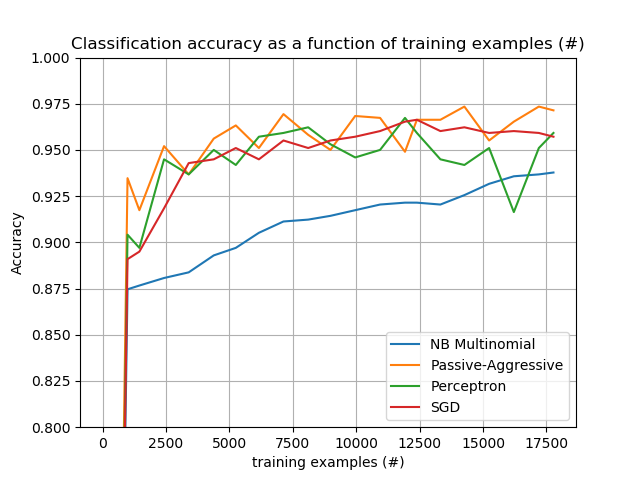 Classification accuracy as a function of training examples (#)
1.000
0.975
0.950
0.925
0.900
0.875
0.850
0.825
0.800
Accuracy
NB Multinomial
Passive-Aggressive
Perceptron
SGD
0 2500 5000 7500 10000 12500 15000 17500
training examples (#)